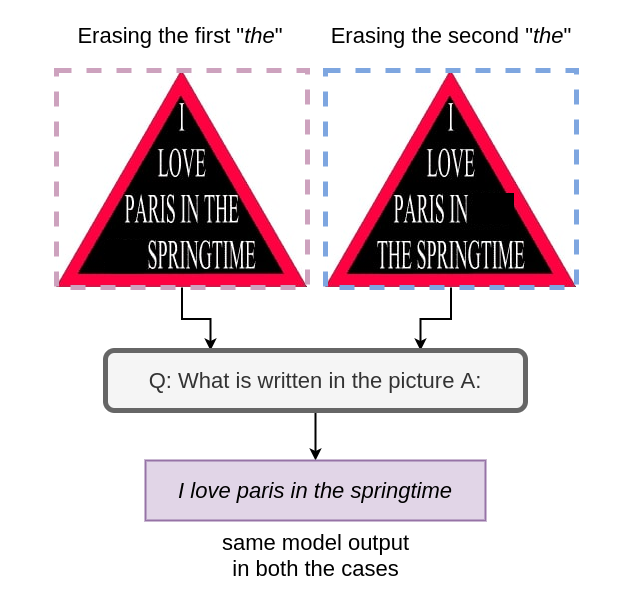 Erasing the first "the"
Erasing the second "the"
I
LOVE
PARIS IN THE
SPRINGTIME
I
LOVE
PARIS IN
THE SPRINGTIME
Q: What is written in the picture A:
I love paris in the springtime
same model output
in both the cases